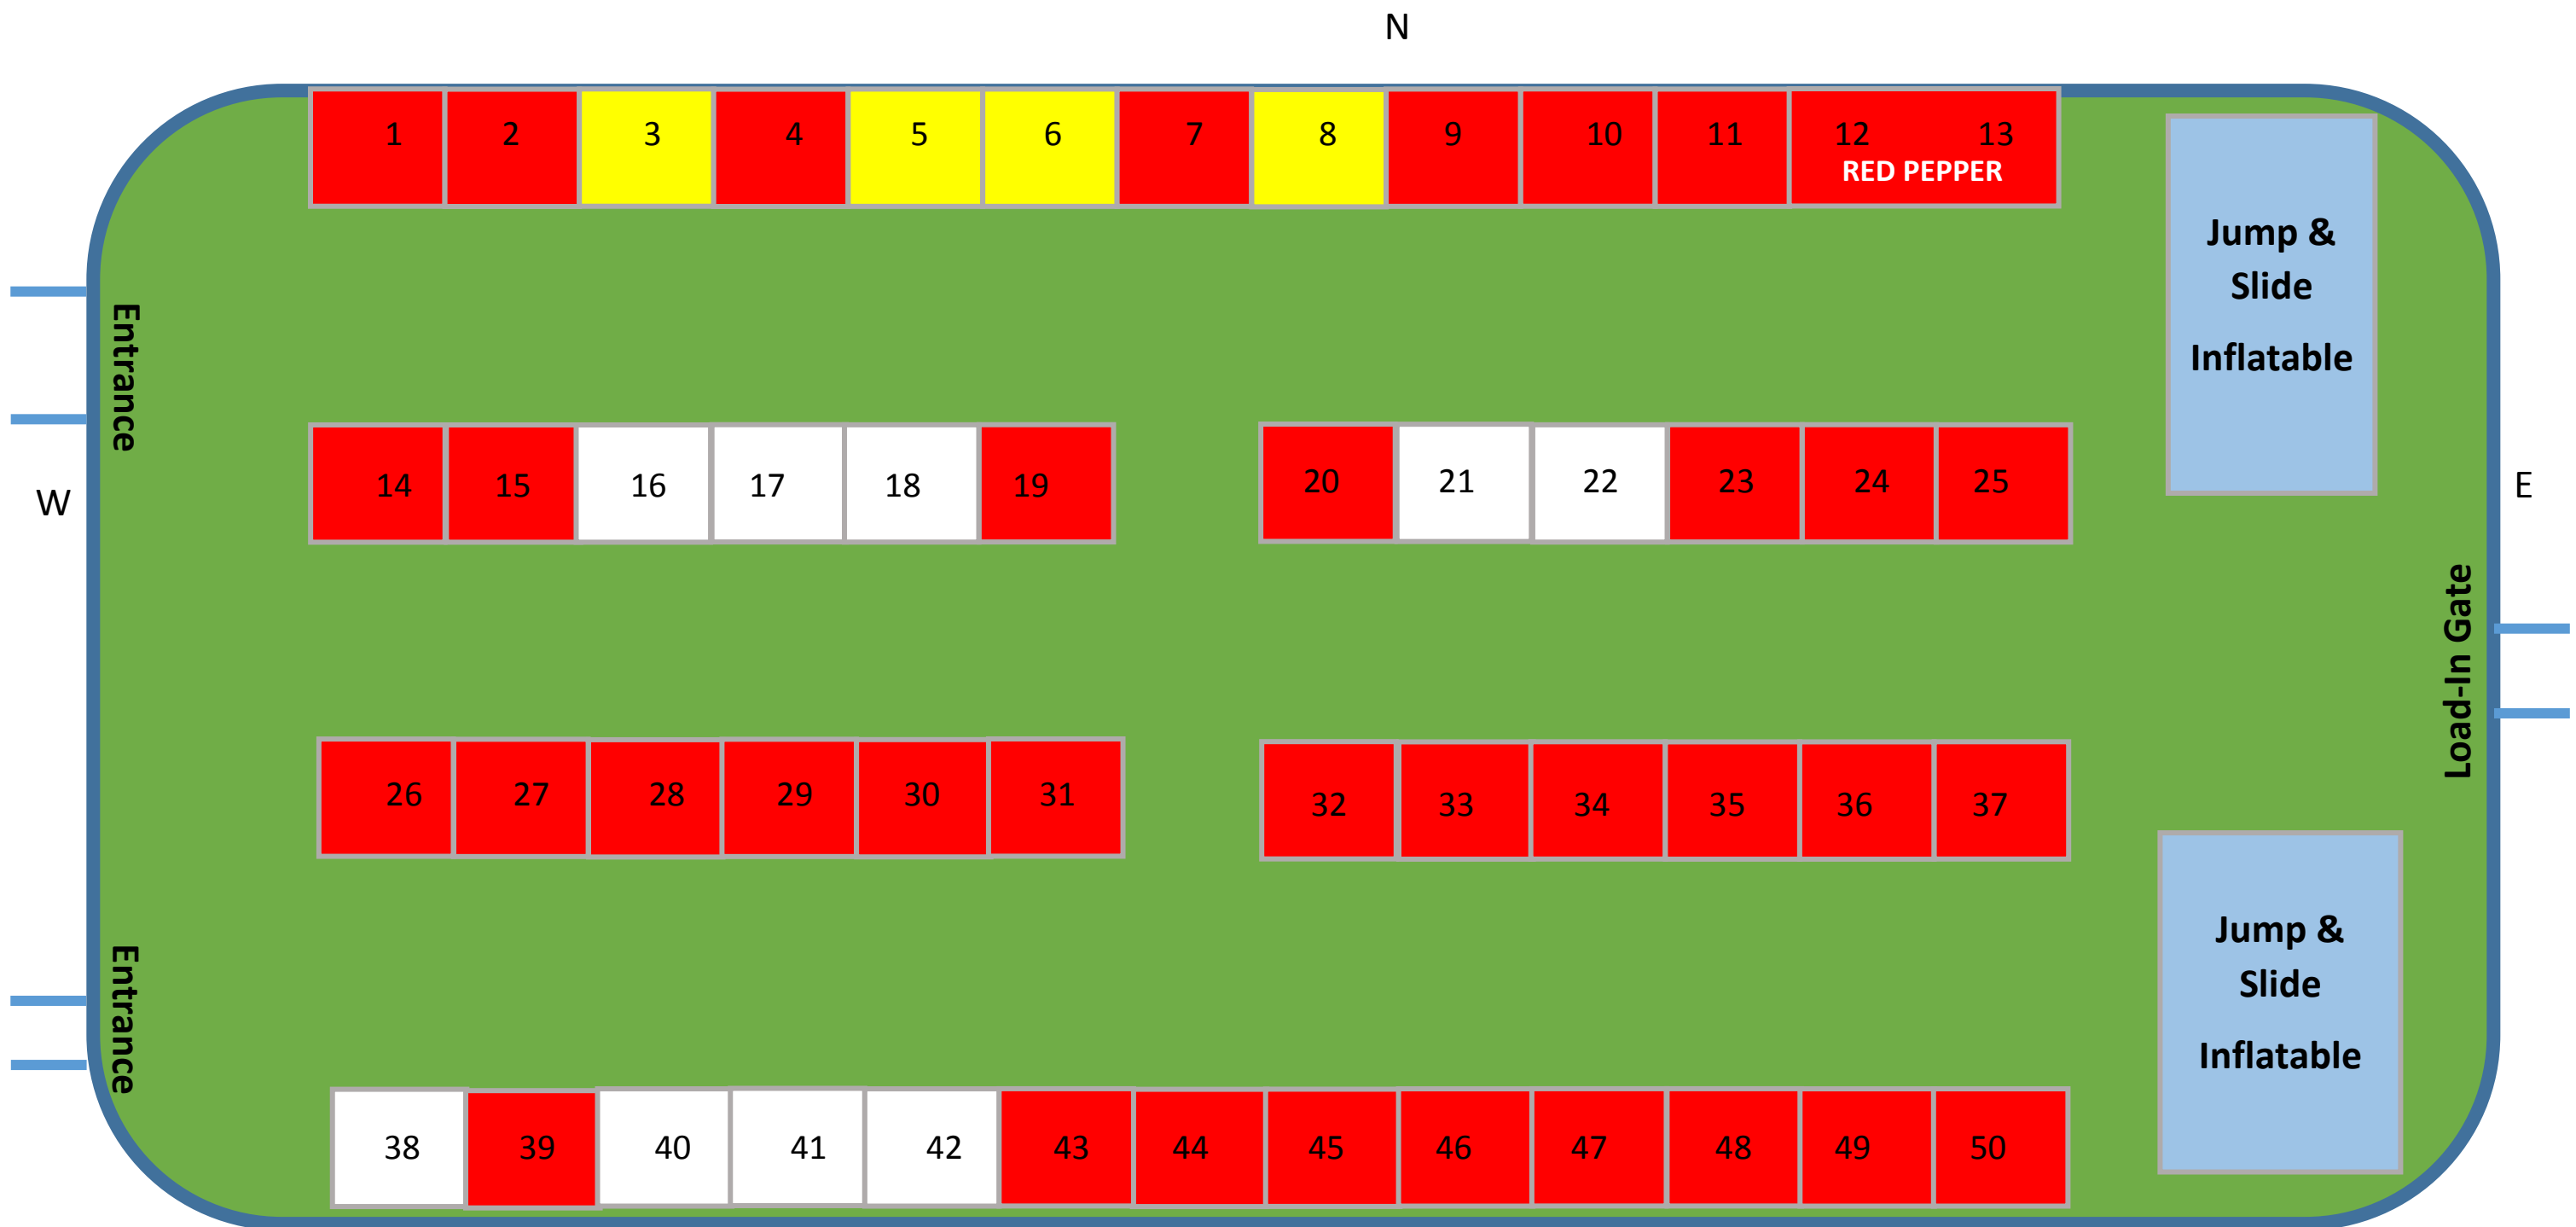 N
1 2 3 4 5 6 7 8 9 10 11 12 13
RED PEPPER
Jump &
Slide
Inflatable
Entrance
14 15 16 17 18 19 20 21 22 23 24 25
W
E
Load-In Gate
26 27 28 29 30 31 32 33 34 35 36 37
Jump &
Slide
Inflatable
Entrance
38 39 40 41 42 43 44 45 46 47 48 49 50